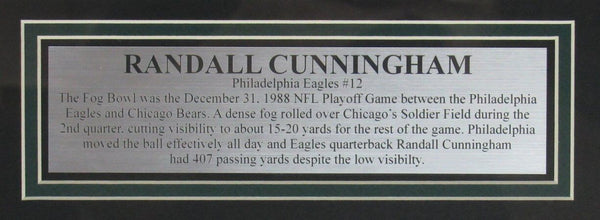 RANDALL CUNNINGHAM
Philadelphia Eagles #12
The Fog Bowl was the December 31. 1988 NFL Playoff Game between the Philadelphia
Eagles and Chicago Bears. A dense fog rolled over Chicago's Soldier Field during the
2nd quarter. cutting visibility to about 15-20 yards for the rest of the game. Philadelphia
moved the ball effectively all day and Eagles quarterback Randall Cunningham
had 407 passing yards despite the low visibilty.